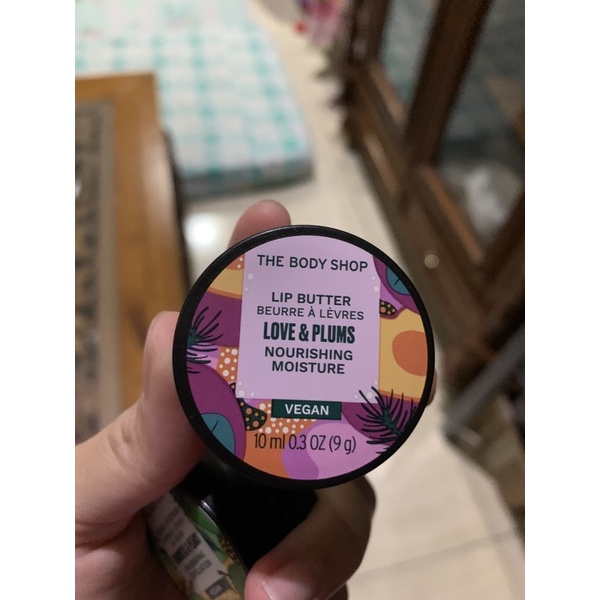 THE BODY SHOP
LIP BUTTER
BEURRE À LÈVRES
LOVE & PLUMS
NOURISHING
MOISTURE
VEGAN
10 ml 0.3 OZ (9 g)